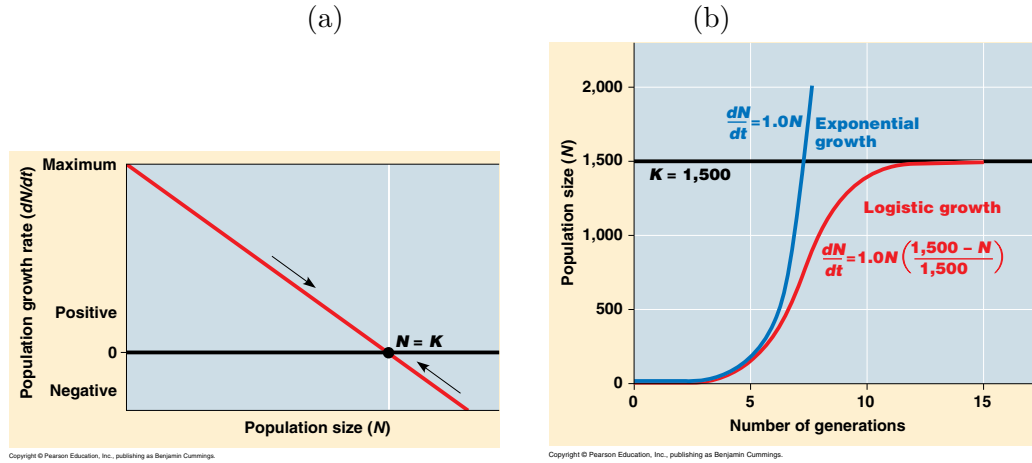 (a)
Maximum
Positive
0
Negative
Population growth rate (dN/dt)
N = K
Population size (N)
Copyright © Pearson Education, Inc., publishing as Benjamin Cummings.
(b)
2,000
1,500
1,000
500
0
Population size (N)
dN/dt = 1.0N
Exponential
growth
K = 1,500
Logistic growth
dN/dt = 1.0N (1,500 – N / 1,500)
0 5 10 15
Number of generations
Copyright © Pearson Education, Inc., publishing as Benjamin Cummings.